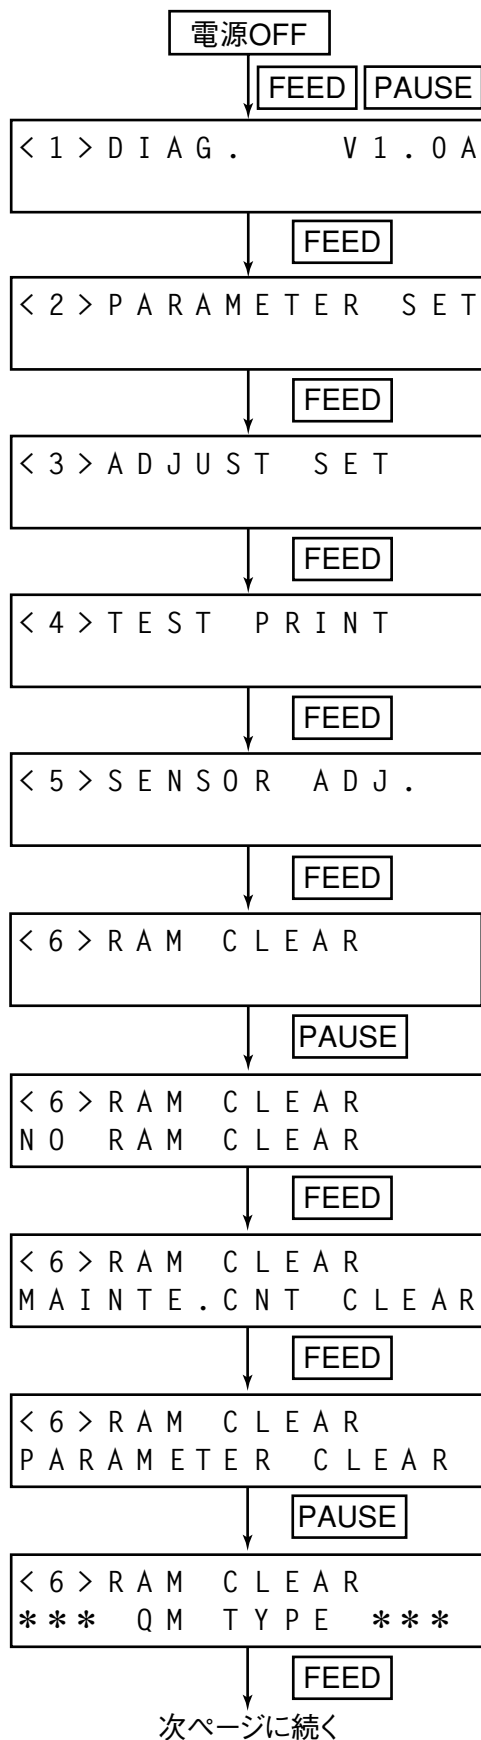 電源OFF
FEED PAUSE
<1>DIAG. V1.0A
FEED
<2>PARAMETER SET
FEED
<3>ADJUST SET
FEED
<4>TEST PRINT
FEED
<5>SENSOR ADJ.
FEED
<6>RAM CLEAR
PAUSE
<6>RAM CLEAR
NO RAM CLEAR
FEED
<6>RAM CLEAR
MAINTE.CNT CLEAR
FEED
<6>RAM CLEAR
PARAMETER CLEAR
PAUSE
<6>RAM CLEAR
*** QM TYPE ***
FEED
次ページに続く